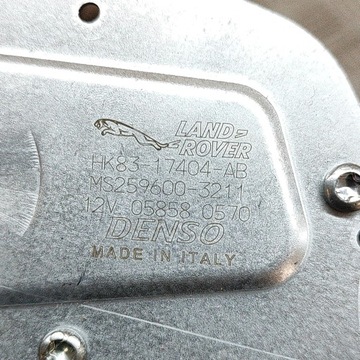 LAND
ROVER
HK83-17404-AB
MS259600-3211
12V 05858 0570
DENSO
MADE IN ITALY